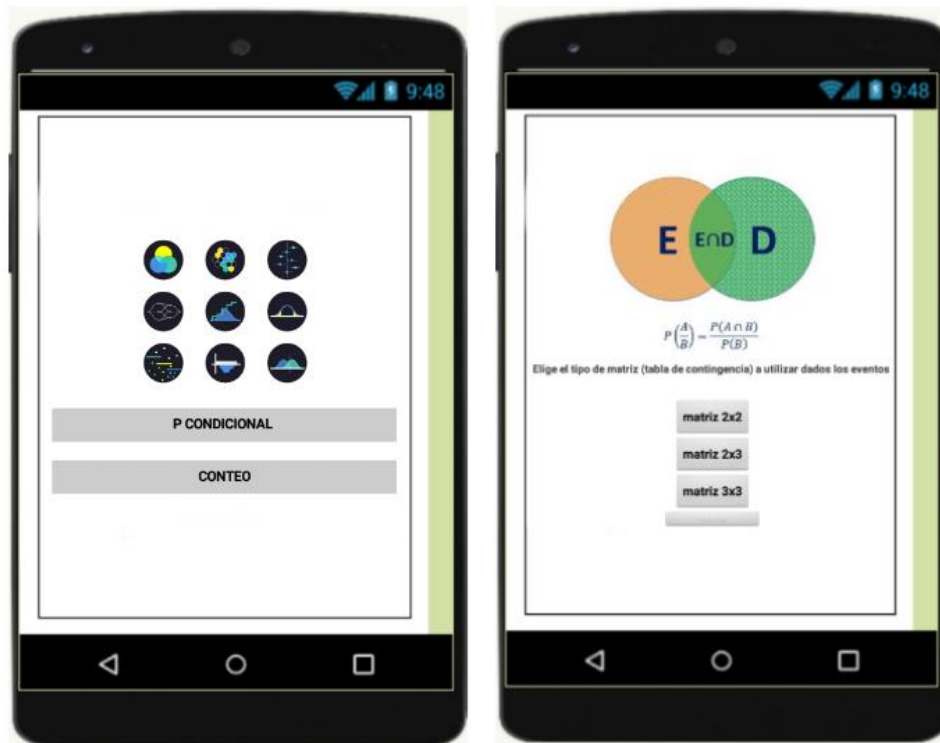 9:48
P CONDICIONAL
CONTEO
9:48
E E∩D D
P(A/B) = P(A ∩ B)/P(B)
Elige el tipo de matriz (tabla de contingencia) a utilizar dados los eventos
matriz 2x2
matriz 2x3
matriz 3x3